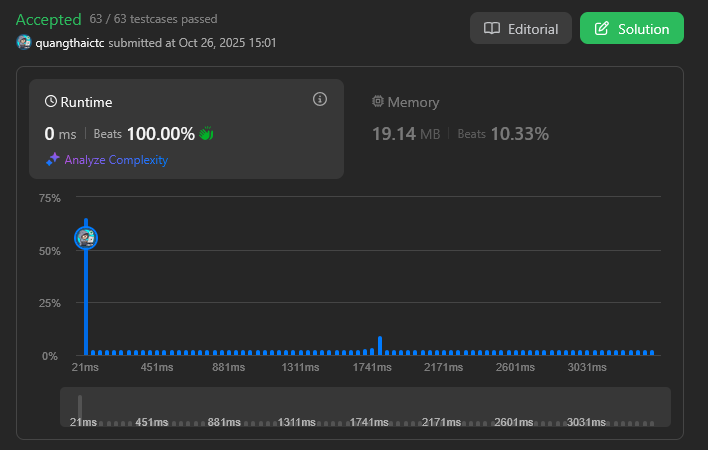 Accepted 63 / 63 testcases passed
quangthaictc submitted at Oct 26, 2025 15:01
Editorial
Solution
Runtime
0 ms Beats 100.00%
Analyze Complexity
Memory
19.14 MB Beats 10.33%
75%
50%
25%
0%
21ms 451ms 881ms 1311ms 1741ms 2171ms 2601ms 3031ms
21ms 451ms 881ms 1311ms 1741ms 2171ms 2601ms 3031ms